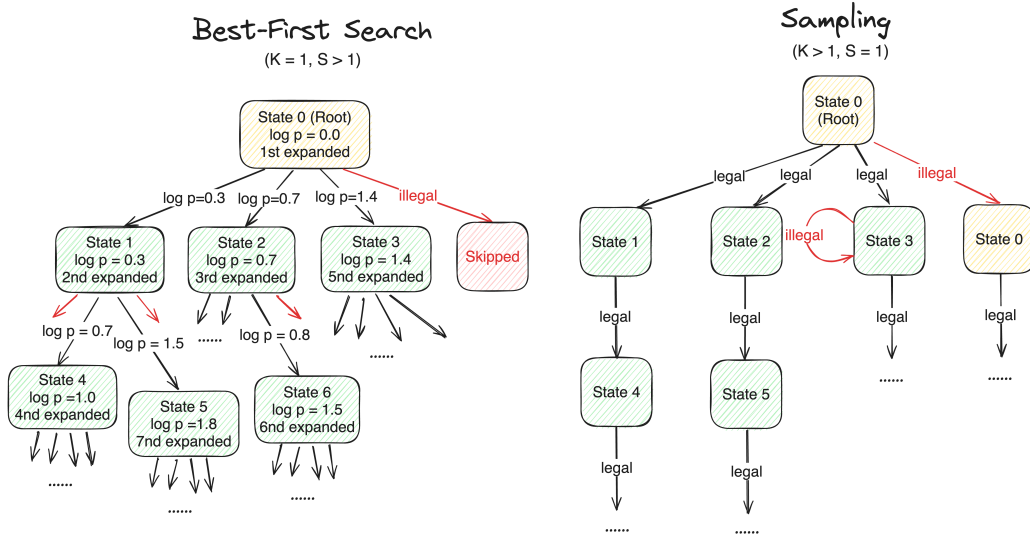 Best-First Search
(K = 1, S > 1)
State 0 (Root)
log p = 0.0
1st expanded
log p=0.3
log p=0.7
log p=1.4
illegal
State 1
log p = 0.3
2nd expanded
State 2
log p = 0.7
3rd expanded
State 3
log p = 1.4
5nd expanded
Skipped
log p = 0.7
log p = 1.5
......
log p = 0.8
......
State 4
log p =1.0
4nd expanded
State 5
log p =1.8
7nd expanded
State 6
log p = 1.5
6nd expanded
......
......
......
Sampling
(K > 1, S = 1)
State 0
(Root)
legal
legal
legal
illegal
State 1
State 2
illegal
State 3
State 0
legal
legal
legal
legal
State 4
State 5
......
......
legal
legal
......
......